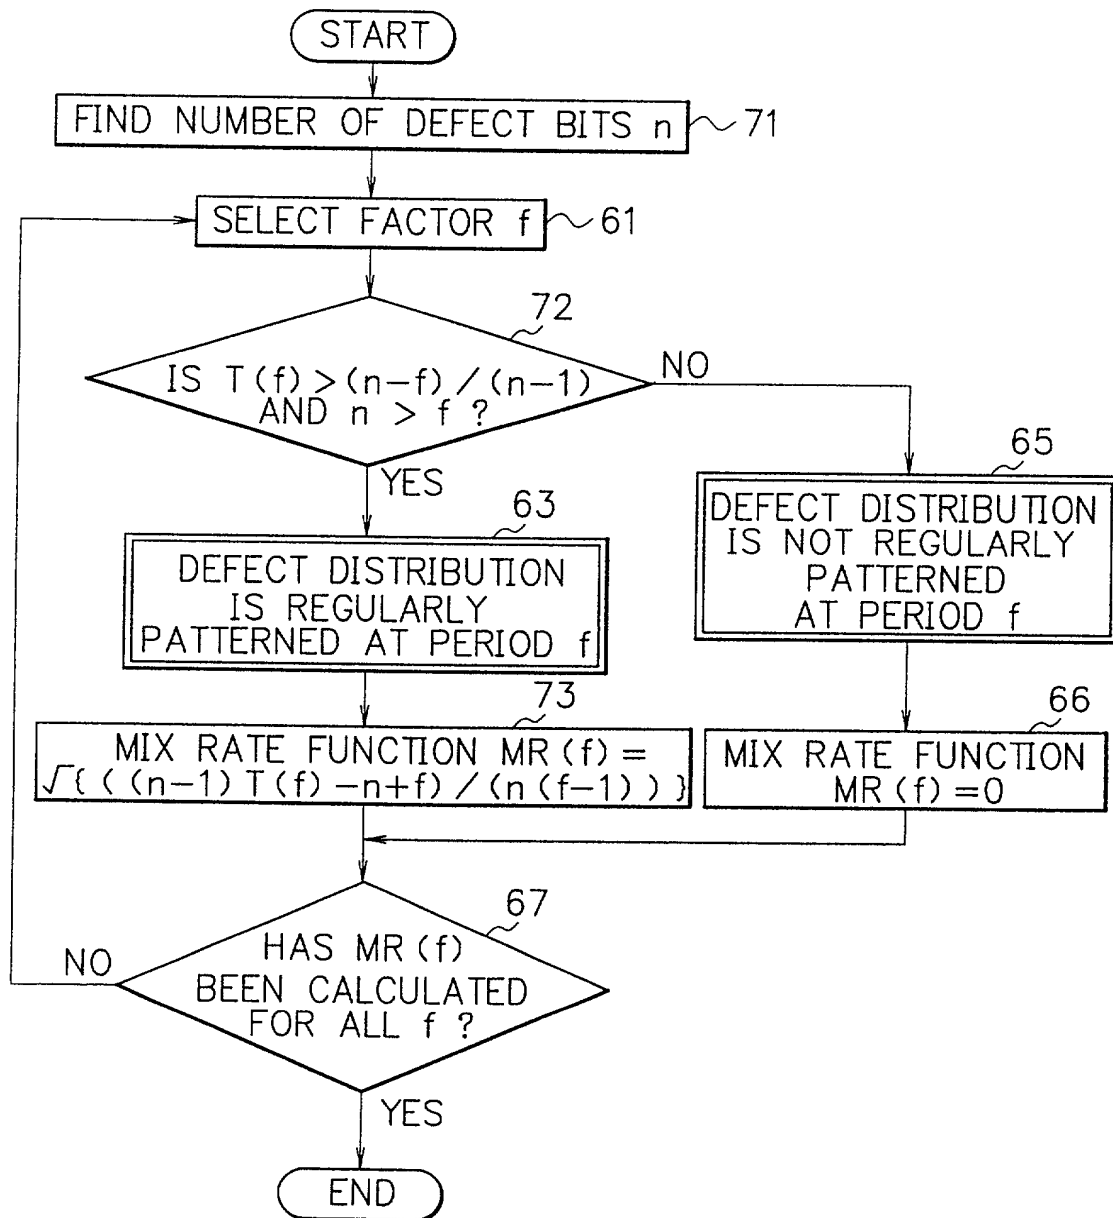 START
FIND NUMBER OF DEFECT BITS n
71
SELECT FACTOR f
61
72
IS T(f)>(n-f)/(n-1)
AND n > f ?
NO
YES
65
DEFECT DISTRIBUTION
IS NOT REGULARLY
PATTERNED
AT PERIOD f
63
DEFECT DISTRIBUTION
IS REGULARLY
PATTERNED AT PERIOD f
73
MIX RATE FUNCTION MR(f)=
√{((n-1)T(f)-n+f)/(n(f-1))}
66
MIX RATE FUNCTION
MR(f)=0
67
HAS MR(f)
BEEN CALCULATED
FOR ALL f ?
NO
YES
END